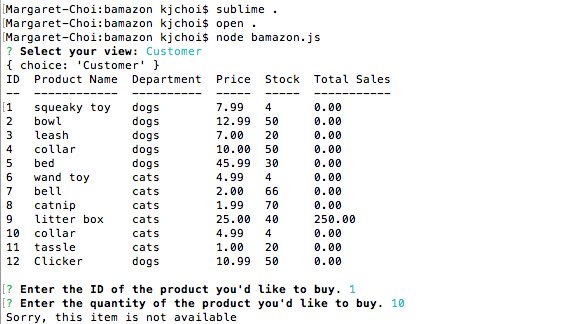 Margaret-Choi:bamazon kjchoi$ sublime .
Margaret-Choi:bamazon kjchoi$ open .
Margaret-Choi:bamazon kjchoi$ node bamazon.js
? Select your view: Customer
{ choice: 'Customer' }
ID  Product Name  Department  Price  Stock  Total Sales
--  ------------  ----------  -----  -----  -----------
1   squeaky toy   dogs        7.99   4      0.00
2   bowl          dogs        12.99  50     0.00
3   leash         dogs        7.00   20     0.00
4   collar        dogs        10.00  50     0.00
5   bed           dogs        45.99  30     0.00
6   wand toy      cats        4.99   4      0.00
7   bell          cats        2.00   66     0.00
8   catnip        cats        1.99   70     0.00
9   litter box    cats        25.00  40     250.00
10  collar        cats        4.99   4      0.00
11  tassle        cats        1.00   20     0.00
12  Clicker       dogs        10.99  50     0.00
? Enter the ID of the product you'd like to buy. 1
? Enter the quantity of the product you'd like to buy. 10
Sorry, this item is not available